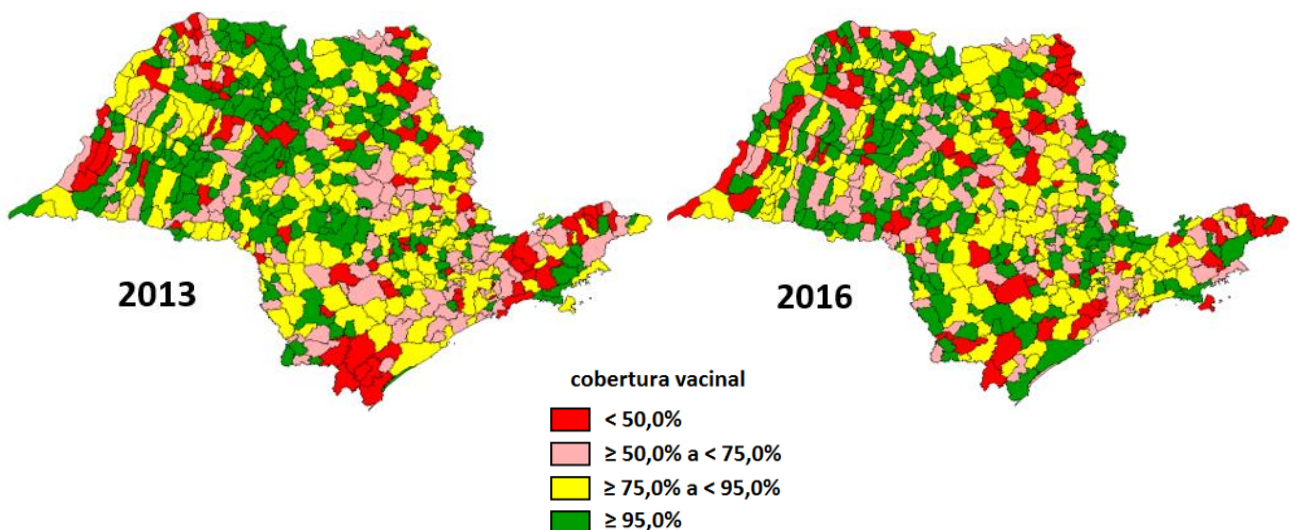 2013
2016
cobertura vacinal
< 50,0%
≥ 50,0% a < 75,0%
≥ 75,0% a < 95,0%
≥ 95,0%